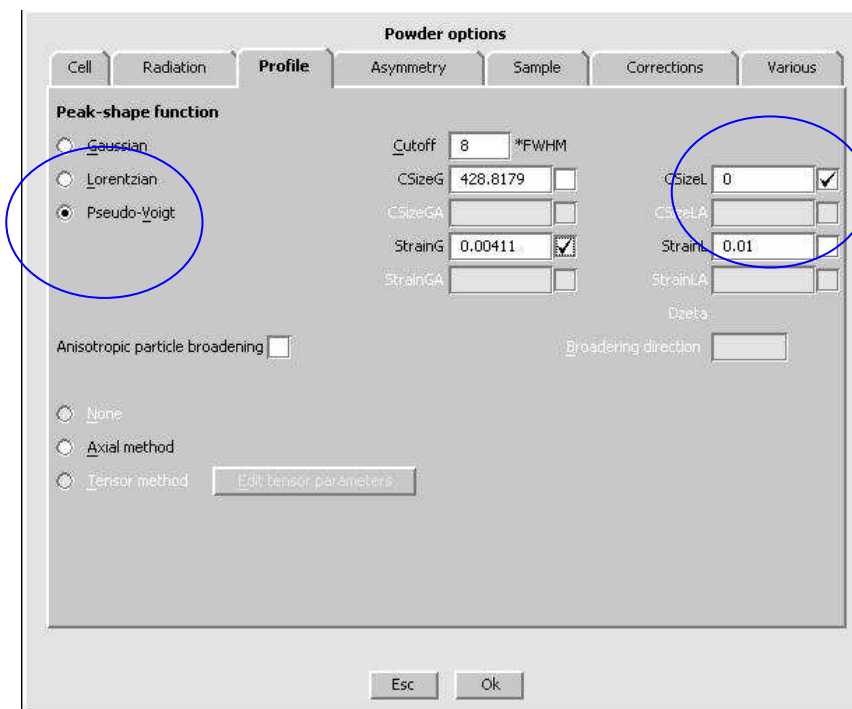 Powder options
Cell Radiation Profile Asymmetry Sample Corrections Various
Peak-shape function
Gaussian Cutoff 8 *FWHM
Lorentzian CSizeG 428.8179 CSizeL 0
Pseudo-Voigt CSizeGA CSizeLA
StrainG 0.00411 StrainL 0.01
StrainGA StrainLA
Dzeta
Anisotropic particle broadening Broadering direction
None
Axial method
Tensor method Edit tensor parameters
Esc Ok